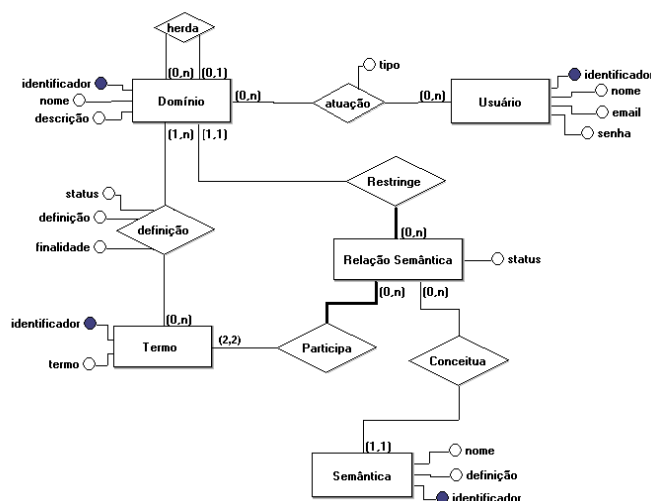 herda
(0,n) (0,1)
identificador
nome
descrição
Domínio
(0,n)
tipo
atuação
(0,n)
Usuário
identificador
nome
email
senha
(1,n) (1,1)
status
definição
finalidade
definição
Restringe
(0,n)
Relação Semântica
status
(0,n) (0,n)
(0,n)
identificador
termo
Termo
(2,2)
Participa
Conceitua
(1,1)
Semântica
nome
definição
identificador